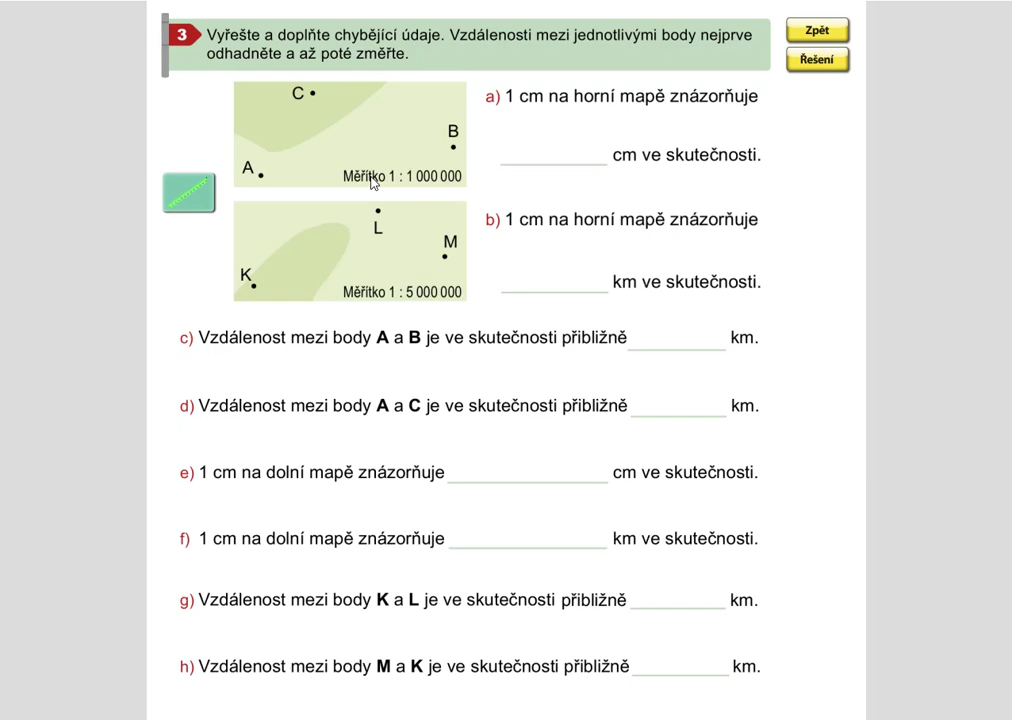 3 Vyřešte a doplňte chybějící údaje. Vzdálenosti mezi jednotlivými body nejprve
odhadněte a až poté změřte.
Zpět
Řešení
C
B
A
Měřítko 1 : 1 000 000
L
M
K
Měřítko 1 : 5 000 000
a) 1 cm na horní mapě znázorňuje
cm ve skutečnosti.
b) 1 cm na horní mapě znázorňuje
km ve skutečnosti.
c) Vzdálenost mezi body A a B je ve skutečnosti přibližně km.
d) Vzdálenost mezi body A a C je ve skutečnosti přibližně km.
e) 1 cm na dolní mapě znázorňuje cm ve skutečnosti.
f) 1 cm na dolní mapě znázorňuje km ve skutečnosti.
g) Vzdálenost mezi body K a L je ve skutečnosti přibližně km.
h) Vzdálenost mezi body M a K je ve skutečnosti přibližně km.